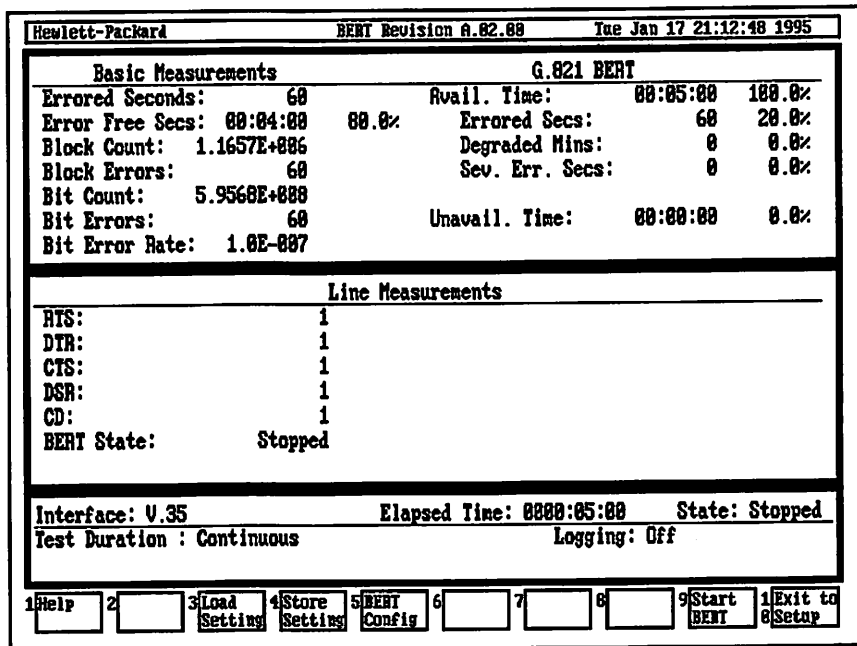 Hewlett-Packard BERT Revision A.02.00 Tue Jan 17 21:12:48 1995
Basic Measurements G.821 BERT
Errored Seconds: 60 Avail. Time: 00:05:00 100.0%
Error Free Secs: 00:04:00 80.0% Errored Secs: 60 20.0%
Block Count: 1.1657E+006 Degraded Mins: 0 0.0%
Block Errors: 60 Sev. Err. Secs: 0 0.0%
Bit Count: 5.9568E+008
Bit Errors: 60 Unavail. Time: 00:00:00 0.0%
Bit Error Rate: 1.0E-007
Line Measurements
RTS: 1
DTR: 1
CTS: 1
DSR: 1
CD: 1
BERT State: Stopped
Interface: V.35 Elapsed Time: 0000:05:00 State: Stopped
Test Duration : Continuous Logging: Off
1 Help 2 3 Load 4 Store 5 BERT 6 7 8 9 Start 1 Exit to
Setting Setting Config BERT 0 Setup